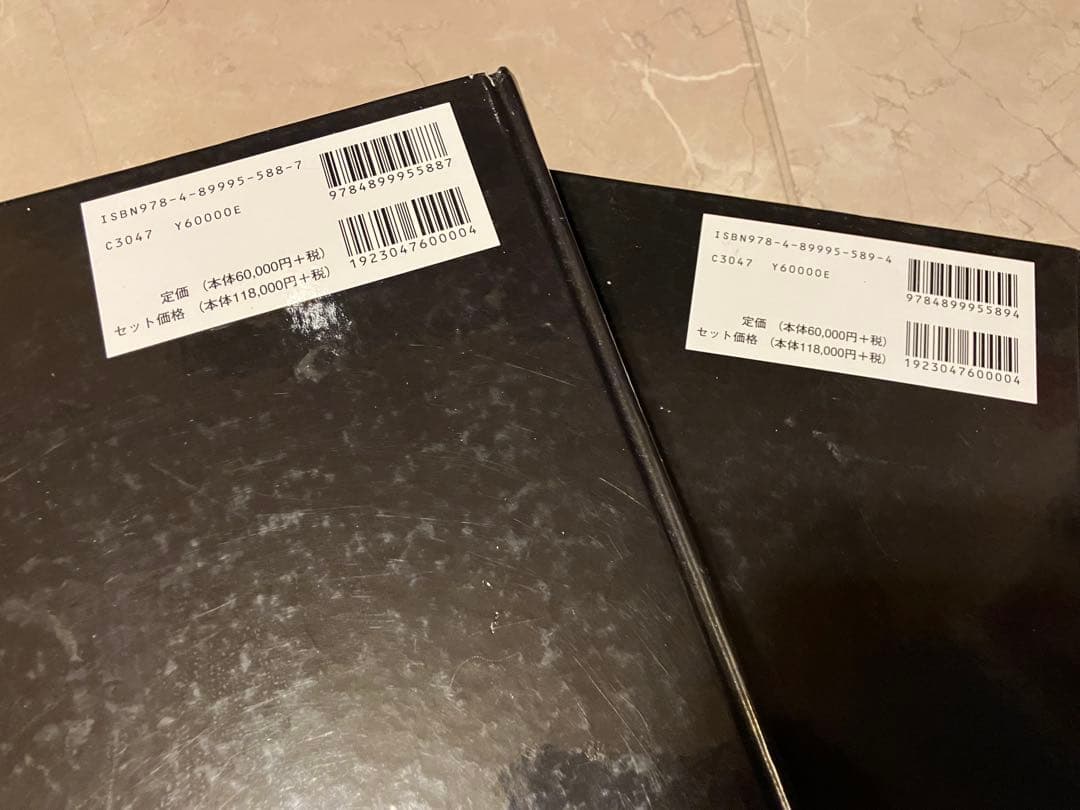 ISBN978-4-89995-588-7
C3047 Y60000E
9784899955887
1923047600004
定価 (本体60,000円+税)
セット価格 (本体118,000円+税)
ISBN978-4-89995-589-4
C3047 Y60000E
9784899955894
1923047600004
定価 (本体60,000円+税)
セット価格 (本体118,000円+税)